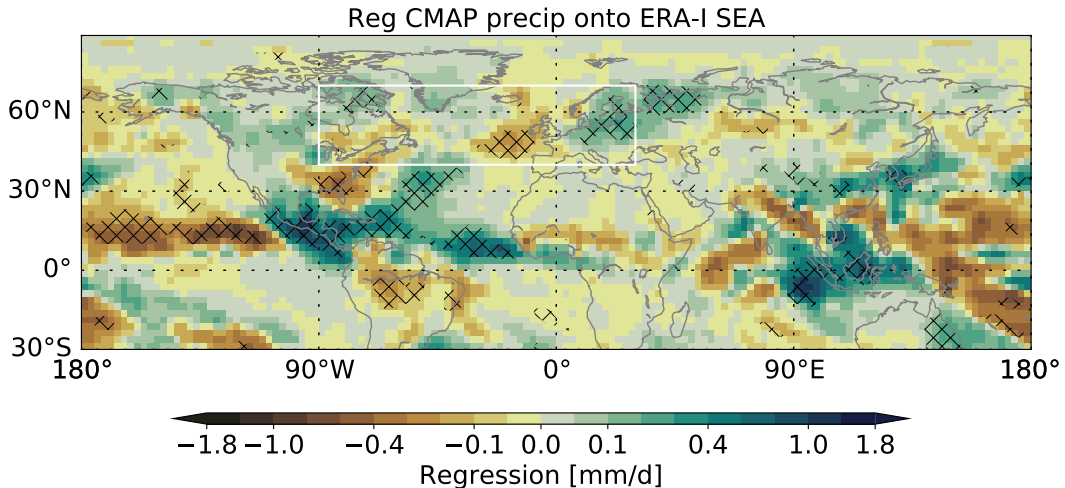 Reg CMAP precip onto ERA-I SEA
60°N
30°N
0°
30°S
180° 90°W 0° 90°E 180°
−1.8 −1.0 −0.4 −0.1 0.0 0.1 0.4 1.0 1.8
Regression [mm/d]